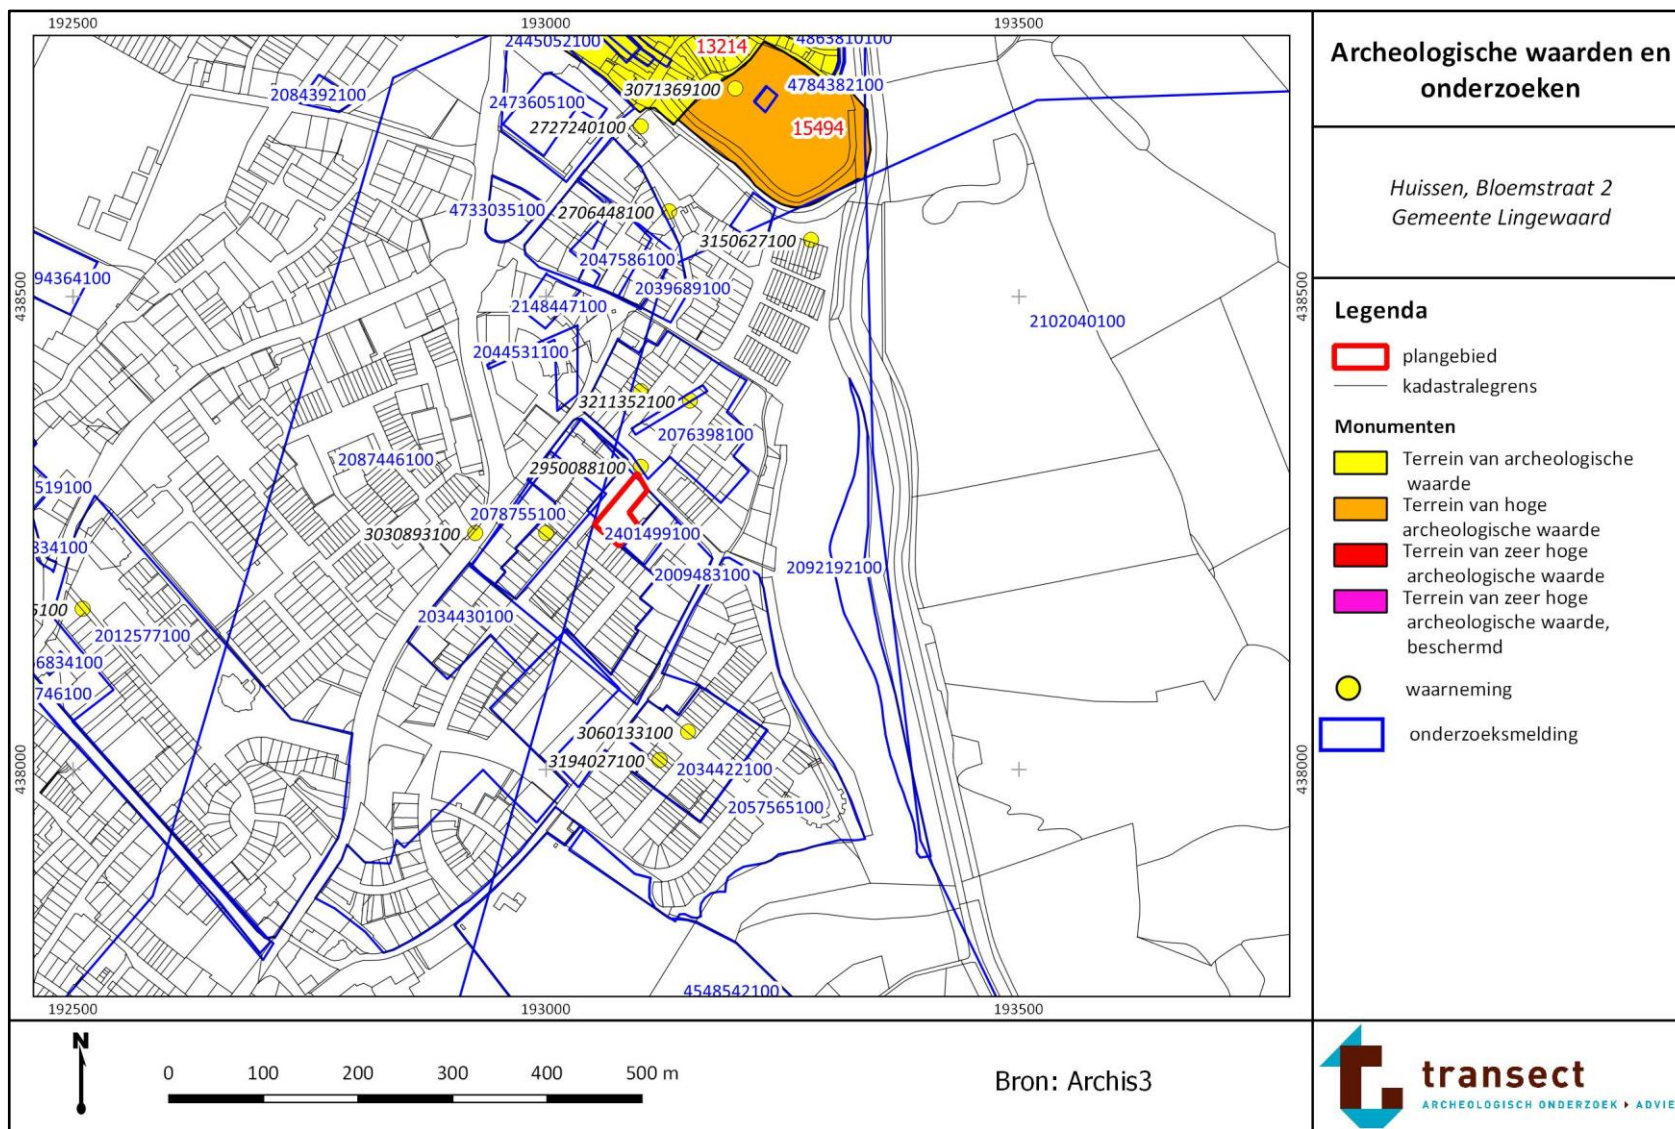 192500
193000
193500
2445052100
13214
4863810100
2084392100
2473605100
3071369100
4784382100
2727240100
15494
4733035100
2706448100
3150627100
2047586100
94364100
2039689100
438500
438500
2148447100
2102040100
2044531100
3211352100
2076398100
2087446100
2950088100
519100
2078755100
3030893100
2401499100
834100
2009483100
2092192100
5100
2034430100
2012577100
56834100
746100
3060133100
3194027100
2034422100
438000
438000
2057565100
4548542100
192500
193000
193500
Archeologische waarden en
onderzoeken
Huissen, Bloemstraat 2
Gemeente Lingewaard
Legenda
plangebied
kadastralegrens
Monumenten
Terrein van archeologische
waarde
Terrein van hoge
archeologische waarde
Terrein van zeer hoge
archeologische waarde
Terrein van zeer hoge
archeologische waarde,
beschermd
waarneming
onderzoeksmelding
N
0 100 200 300 400 500 m
Bron: Archis3
transect
ARCHEOLOGISCH ONDERZOEK ▸ ADVIE